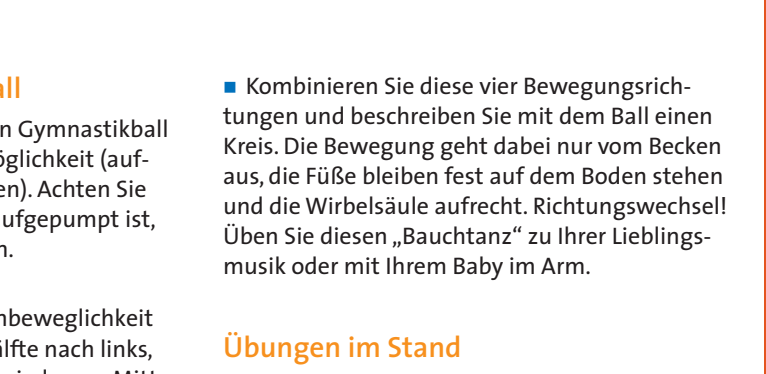 all
n Gymnastikball
öglichkeit (auf-
en). Achten Sie
ufgepumpt ist,
n.
nbeweglichkeit
älfte nach links,
■ Kombinieren Sie diese vier Bewegungsrich-
tungen und beschreiben Sie mit dem Ball einen
Kreis. Die Bewegung geht dabei nur vom Becken
aus, die Füße bleiben fest auf dem Boden stehen
und die Wirbelsäule aufrecht. Richtungswechsel!
Üben Sie diesen „Bauchtanz“ zu Ihrer Lieblings-
musik oder mit Ihrem Baby im Arm.
Übungen im Stand